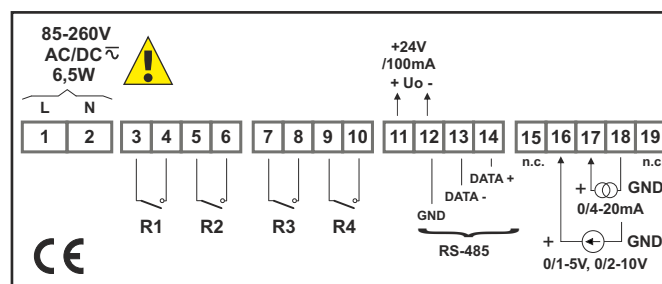 85-260V
AC/DC
6,5W
L N
+24V
/100mA
+ Uo -
1 2 3 4 5 6 7 8 9 10 11 12 13 14 15 16 17 18 19
n.c. n.c.
R1 R2 R3 R4
DATA +
DATA -
GND
RS-485
+ GND
0/4-20mA
+ GND
0/1-5V, 0/2-10V
CE